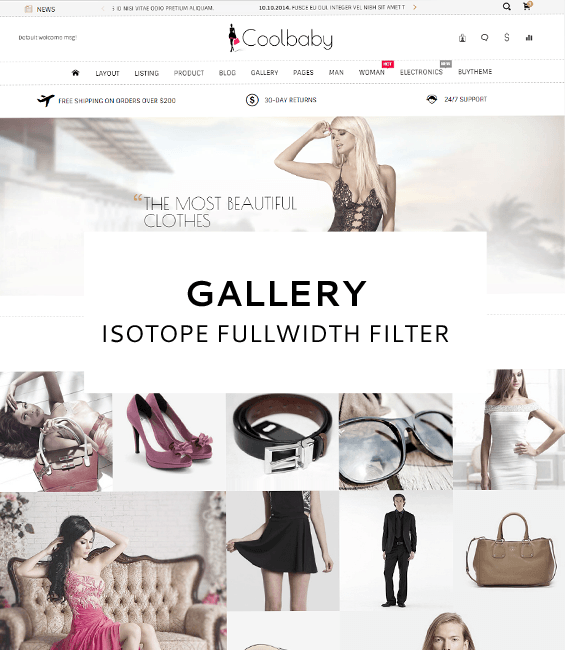 NEWS
E ID NISI VITAE ODIO PRETIUM ALIQUAM.
10.10.2014. FUSCE EU DUI. INTEGER VEL NIBH SIT AMET T
2
Default welcome msg!
Coolbaby
$
HOT
NEW
LAYOUT LISTING PRODUCT BLOG GALLERY PAGES MAN WOMAN ELECTRONICS BUYTHEME
FREE SHIPPING ON ORDERS OVER $200 30-DAY RETURNS 24/7 SUPPORT
“THE MOST BEAUTIFUL
CLOTHES
GALLERY
ISOTOPE FULLWIDTH FILTER